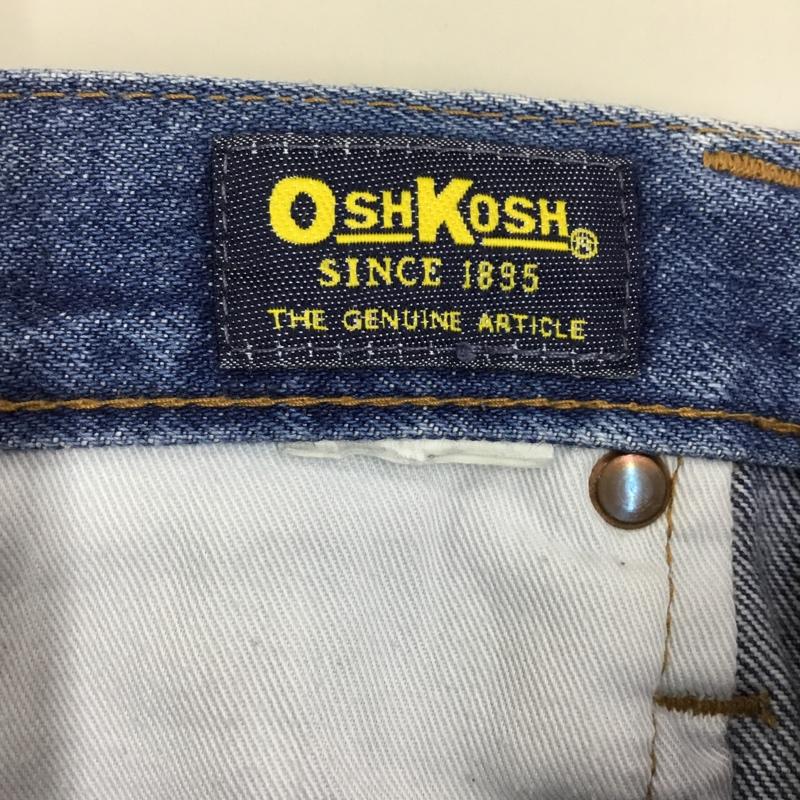 OSHKOSH®
SINCE 1895
THE GENUINE ARTICLE